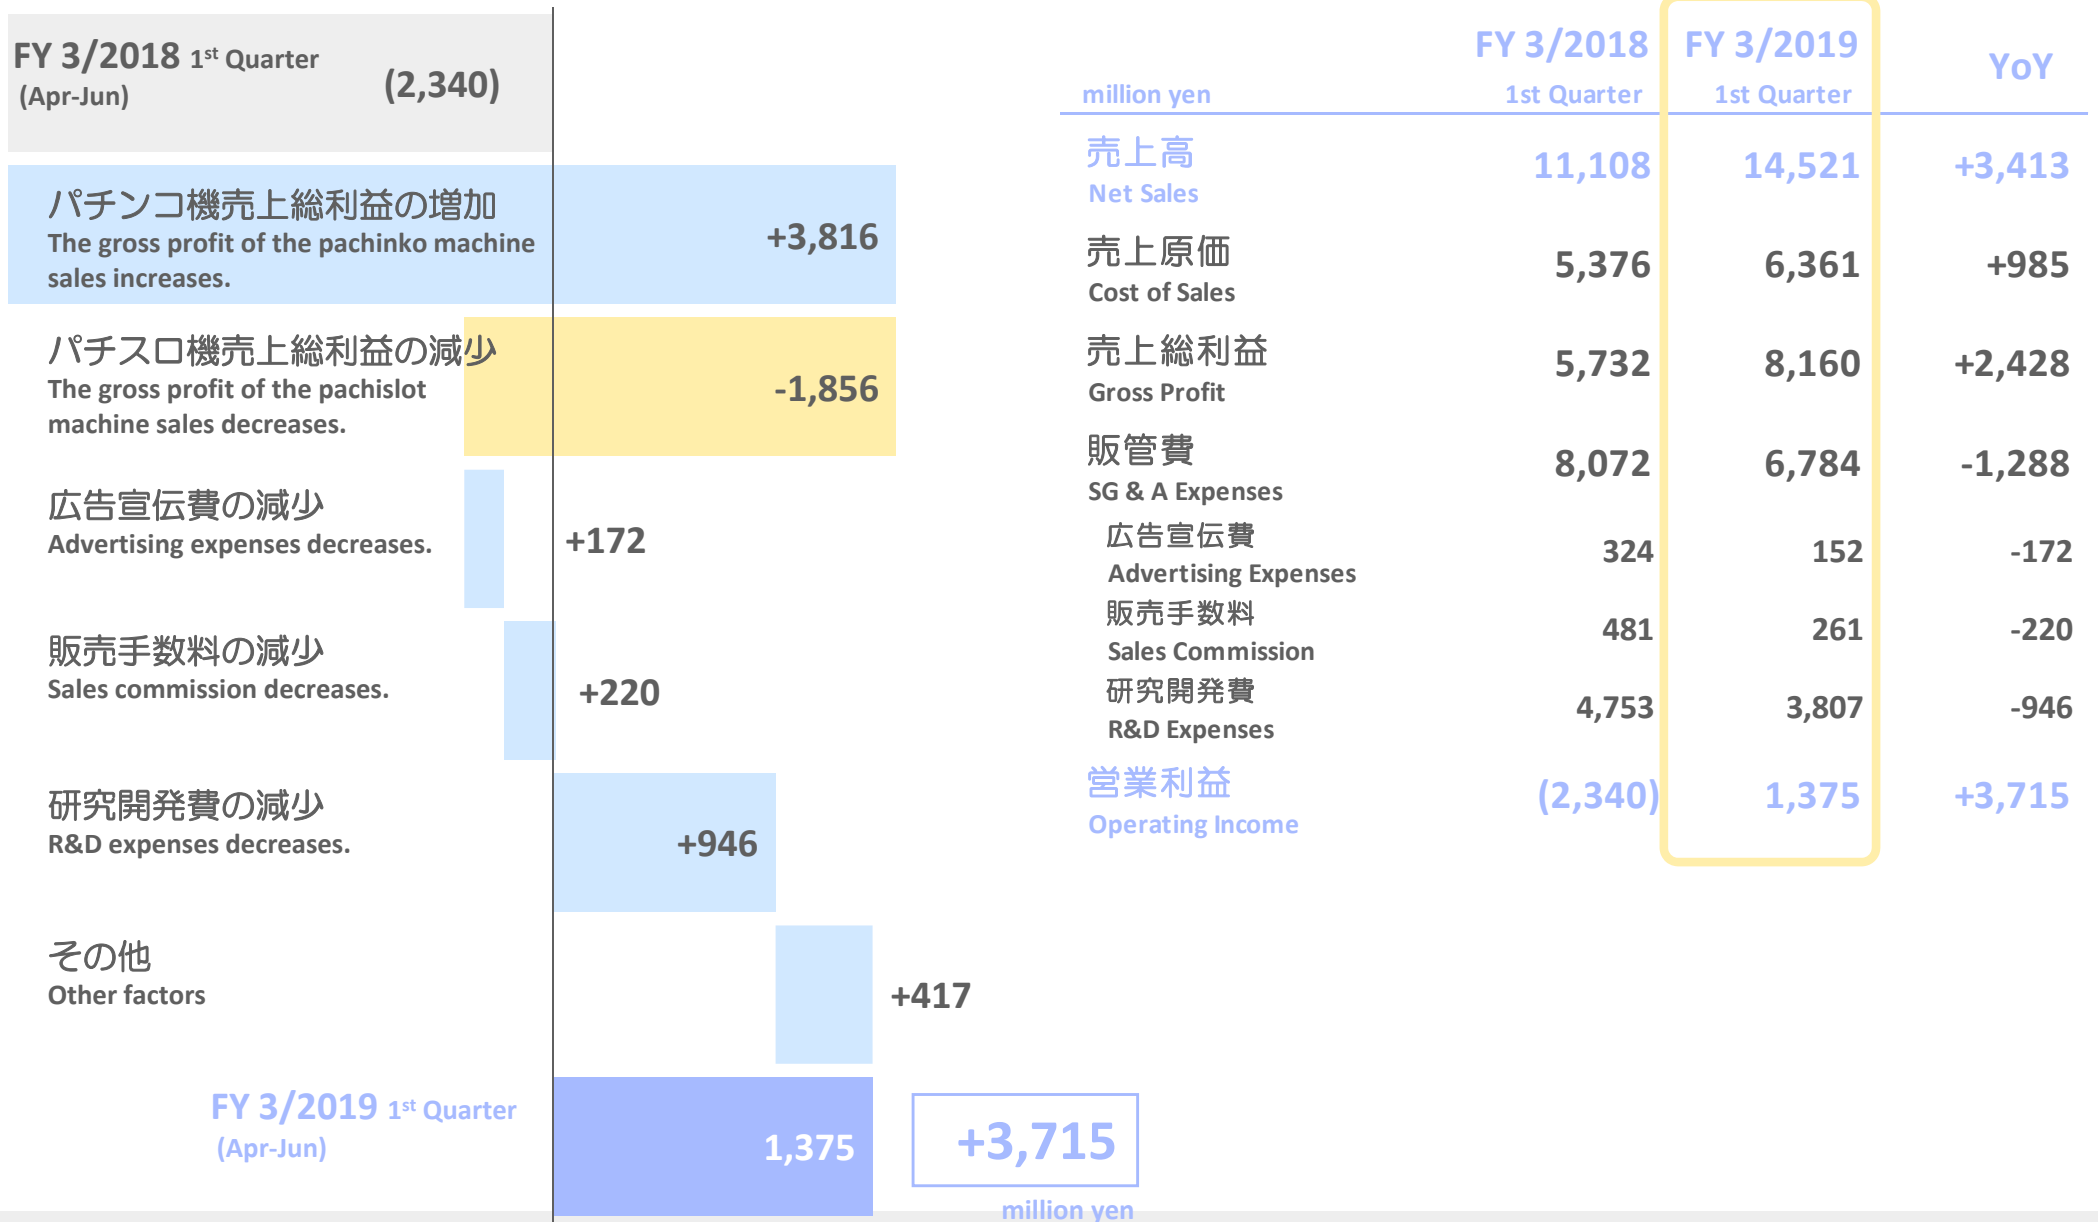 FY 3/2018 1st Quarter
(Apr-Jun)
(2,340)
パチンコ機売上総利益の増加
The gross profit of the pachinko machine
sales increases.
+3,816
パチスロ機売上総利益の減少
The gross profit of the pachislot
machine sales decreases.
-1,856
広告宣伝費の減少
Advertising expenses decreases.
+172
販売手数料の減少
Sales commission decreases.
+220
研究開発費の減少
R&D expenses decreases.
+946
その他
Other factors
+417
FY 3/2019 1st Quarter
(Apr-Jun)
1,375
+3,715
million yen
FY 3/2018 FY 3/2019 YoY
million yen 1st Quarter 1st Quarter
売上高
Net Sales
11,108 14,521 +3,413
売上原価
Cost of Sales
5,376 6,361 +985
売上総利益
Gross Profit
5,732 8,160 +2,428
販管費
SG & A Expenses
8,072 6,784 -1,288
広告宣伝費
Advertising Expenses
324 152 -172
販売手数料
Sales Commission
481 261 -220
研究開発費
R&D Expenses
4,753 3,807 -946
営業利益
Operating Income
(2,340) 1,375 +3,715